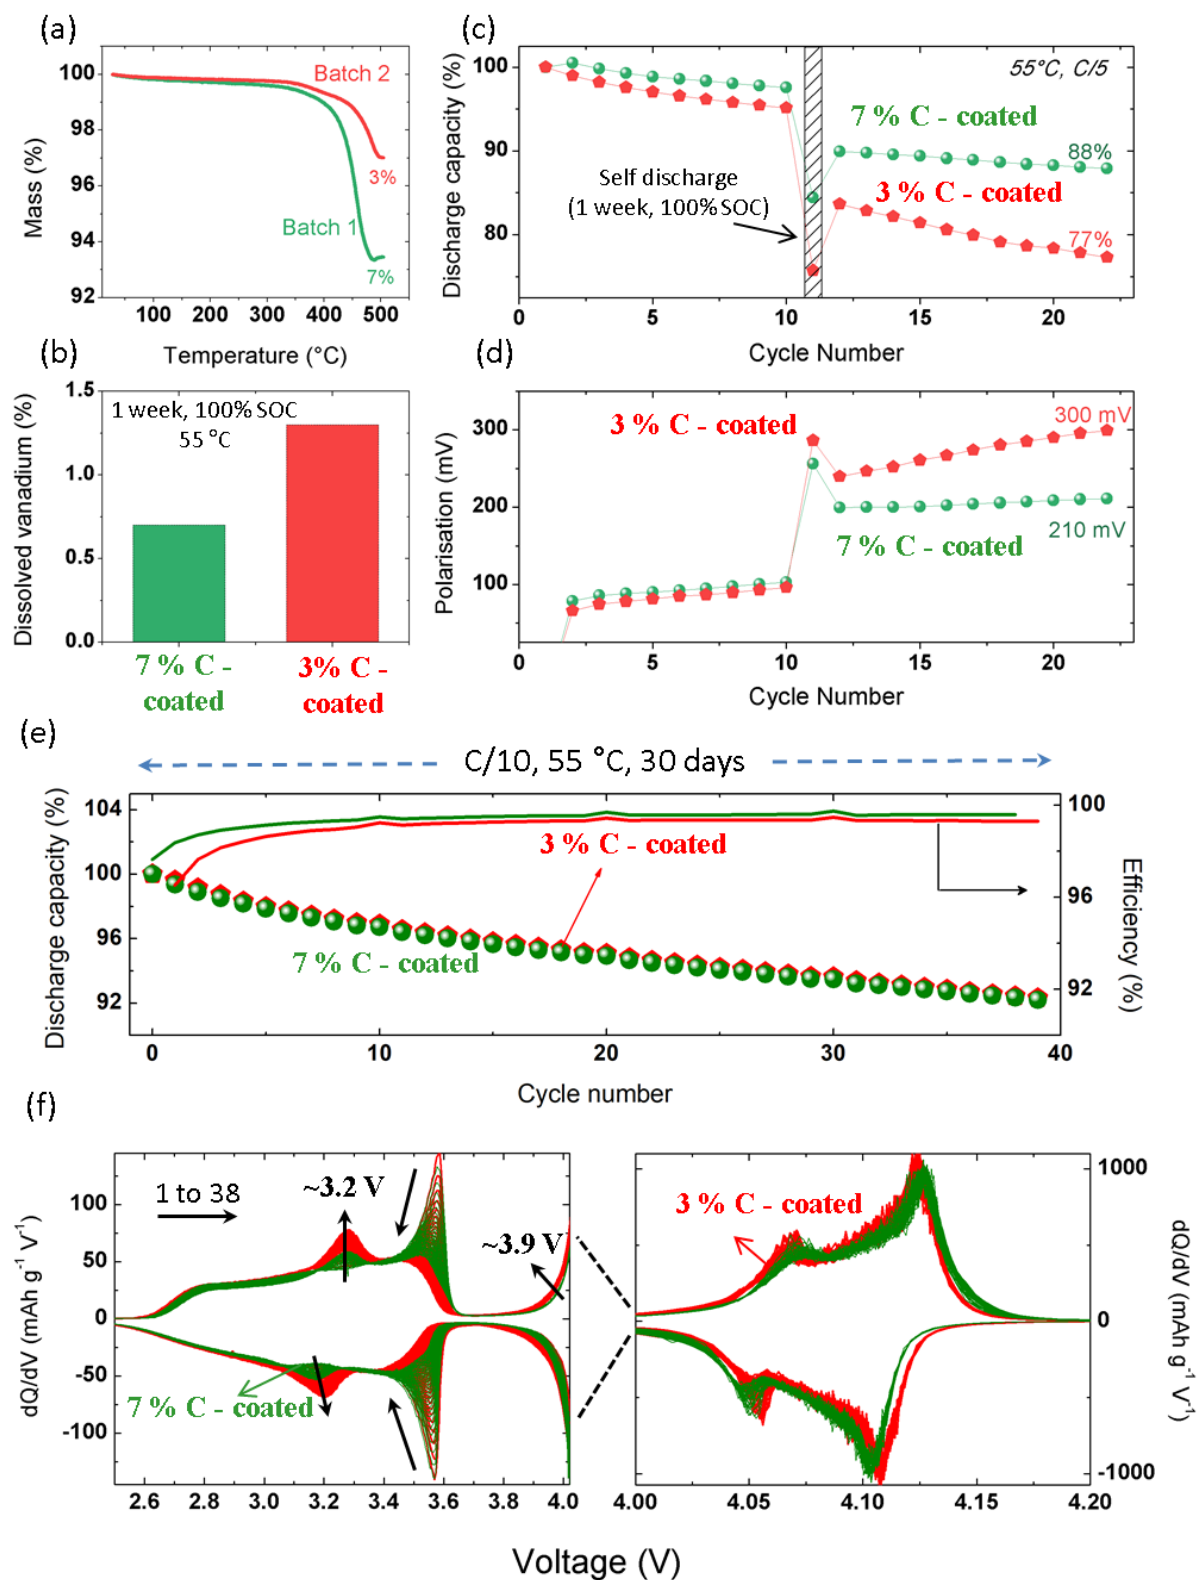 (a)
100
98
96
94
92
Mass (%)
Batch 2
3%
Batch 1
7%
100
200
300
400
500
Temperature (°C)
(b)
1.5
1.0
0.5
0.0
Dissolved vanadium (%)
1 week, 100% SOC
55 °C
7 % C -
coated
3% C -
coated
(c)
100
90
80
Discharge capacity (%)
55°C, C/5
7 % C - coated
88%
Self discharge
(1 week, 100% SOC)
3 % C - coated
77%
0
5
10
15
20
Cycle Number
(d)
300
200
100
Polarisation (mV)
3 % C - coated
300 mV
7 % C - coated
210 mV
0
5
10
15
20
Cycle Number
(e)
C/10, 55 °C, 30 days
104
100
96
92
Discharge capacity (%)
3 % C - coated
7 % C - coated
100
96
92
Efficiency (%)
0
10
20
30
40
Cycle number
(f)
100
50
0
-50
-100
dQ/dV (mAh g⁻¹ V⁻¹)
1 to 38
~3.2 V
~3.9 V
7 % C - coated
2.6
2.8
3.0
3.2
3.4
3.6
3.8
4.0
3 % C - coated
1000
0
-1000
dQ/dV (mAh g⁻¹ V⁻¹)
4.00
4.05
4.10
4.15
4.20
Voltage (V)